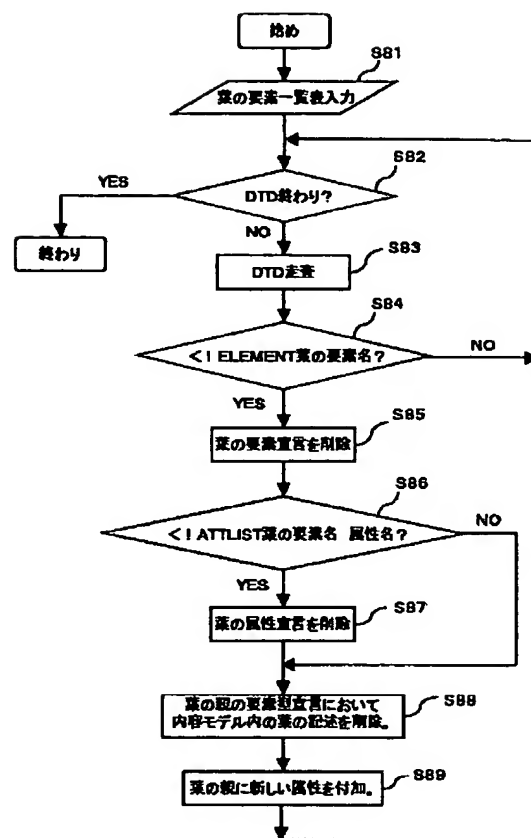 始め
S81
葉の要素一覧表入力
S82
YES
DTD終わり?
終わり
NO
S83
DTD走査
S84
<!ELEMENT葉の要素名?
NO
YES
S85
葉の要素宣言を削除
S86
<!ATTLIST葉の要素名 属性名?
NO
YES
S87
葉の属性宣言を削除
S88
葉の親の要素型宣言において
内容モデル内の葉の記述を削除。
S89
葉の親に新しい属性を付加。